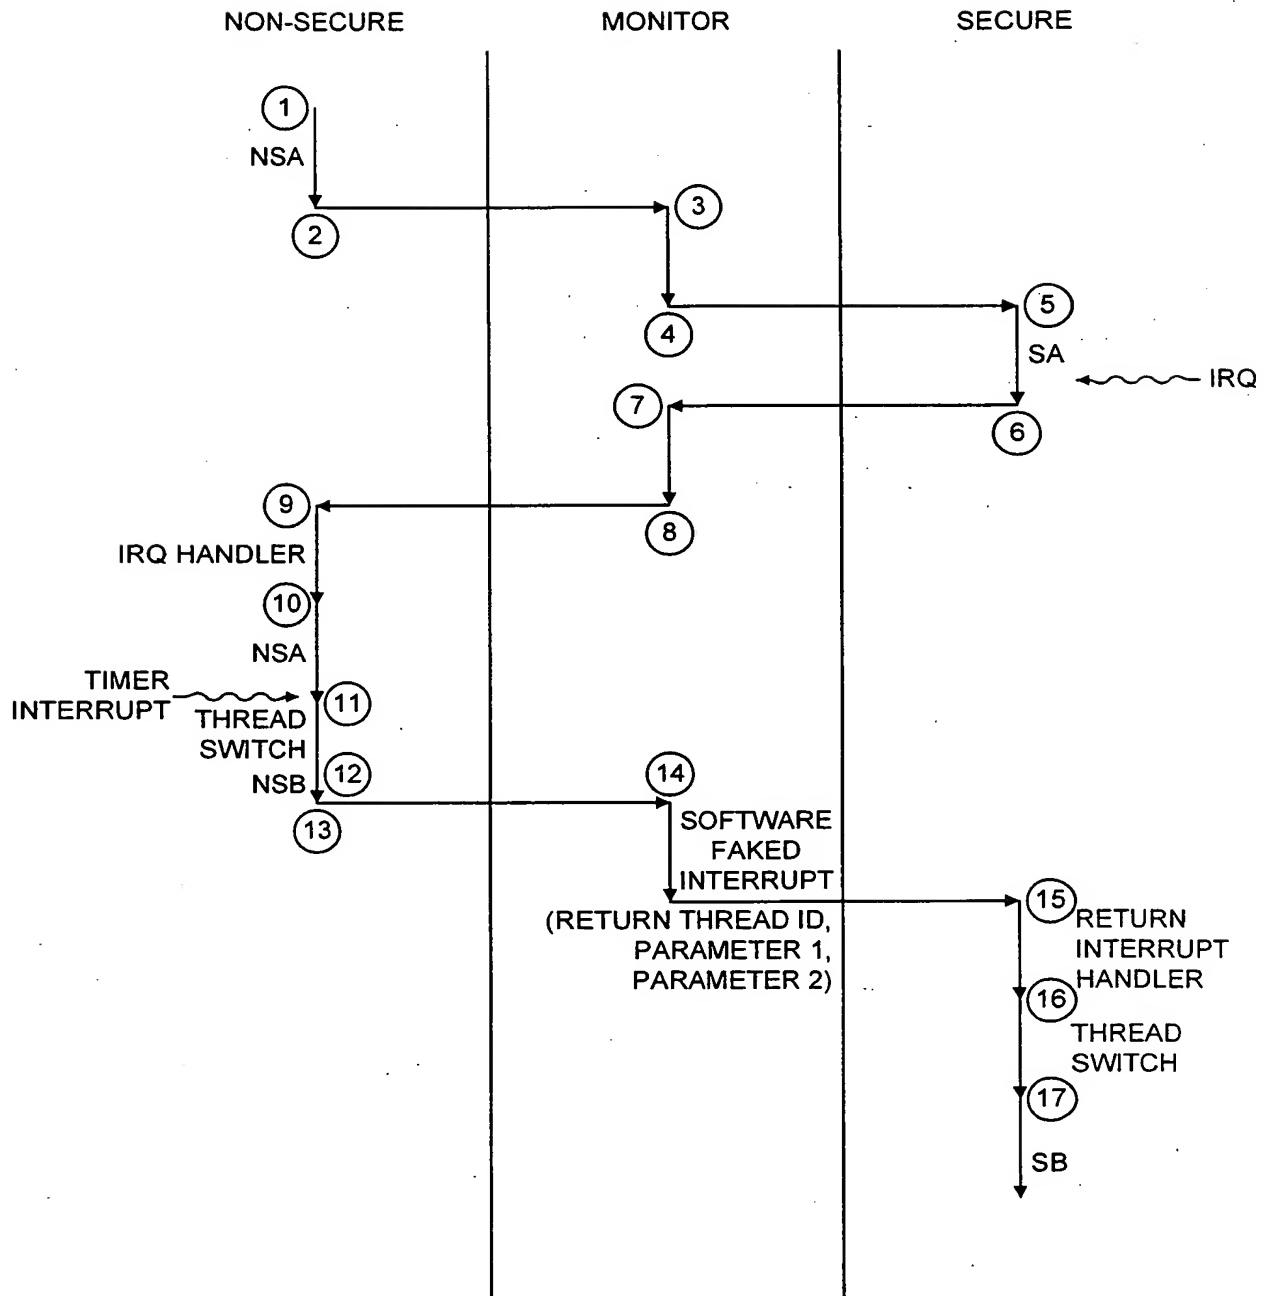 NON-SECURE
MONITOR
SECURE
1
NSA
2
3
4
5
SA
IRQ
6
7
8
9
IRQ HANDLER
10
NSA
TIMER
INTERRUPT
11
THREAD
SWITCH
12
NSB
13
14
SOFTWARE
FAKED
INTERRUPT
(RETURN THREAD ID,
PARAMETER 1,
PARAMETER 2)
15
RETURN
INTERRUPT
HANDLER
16
THREAD
SWITCH
17
SB